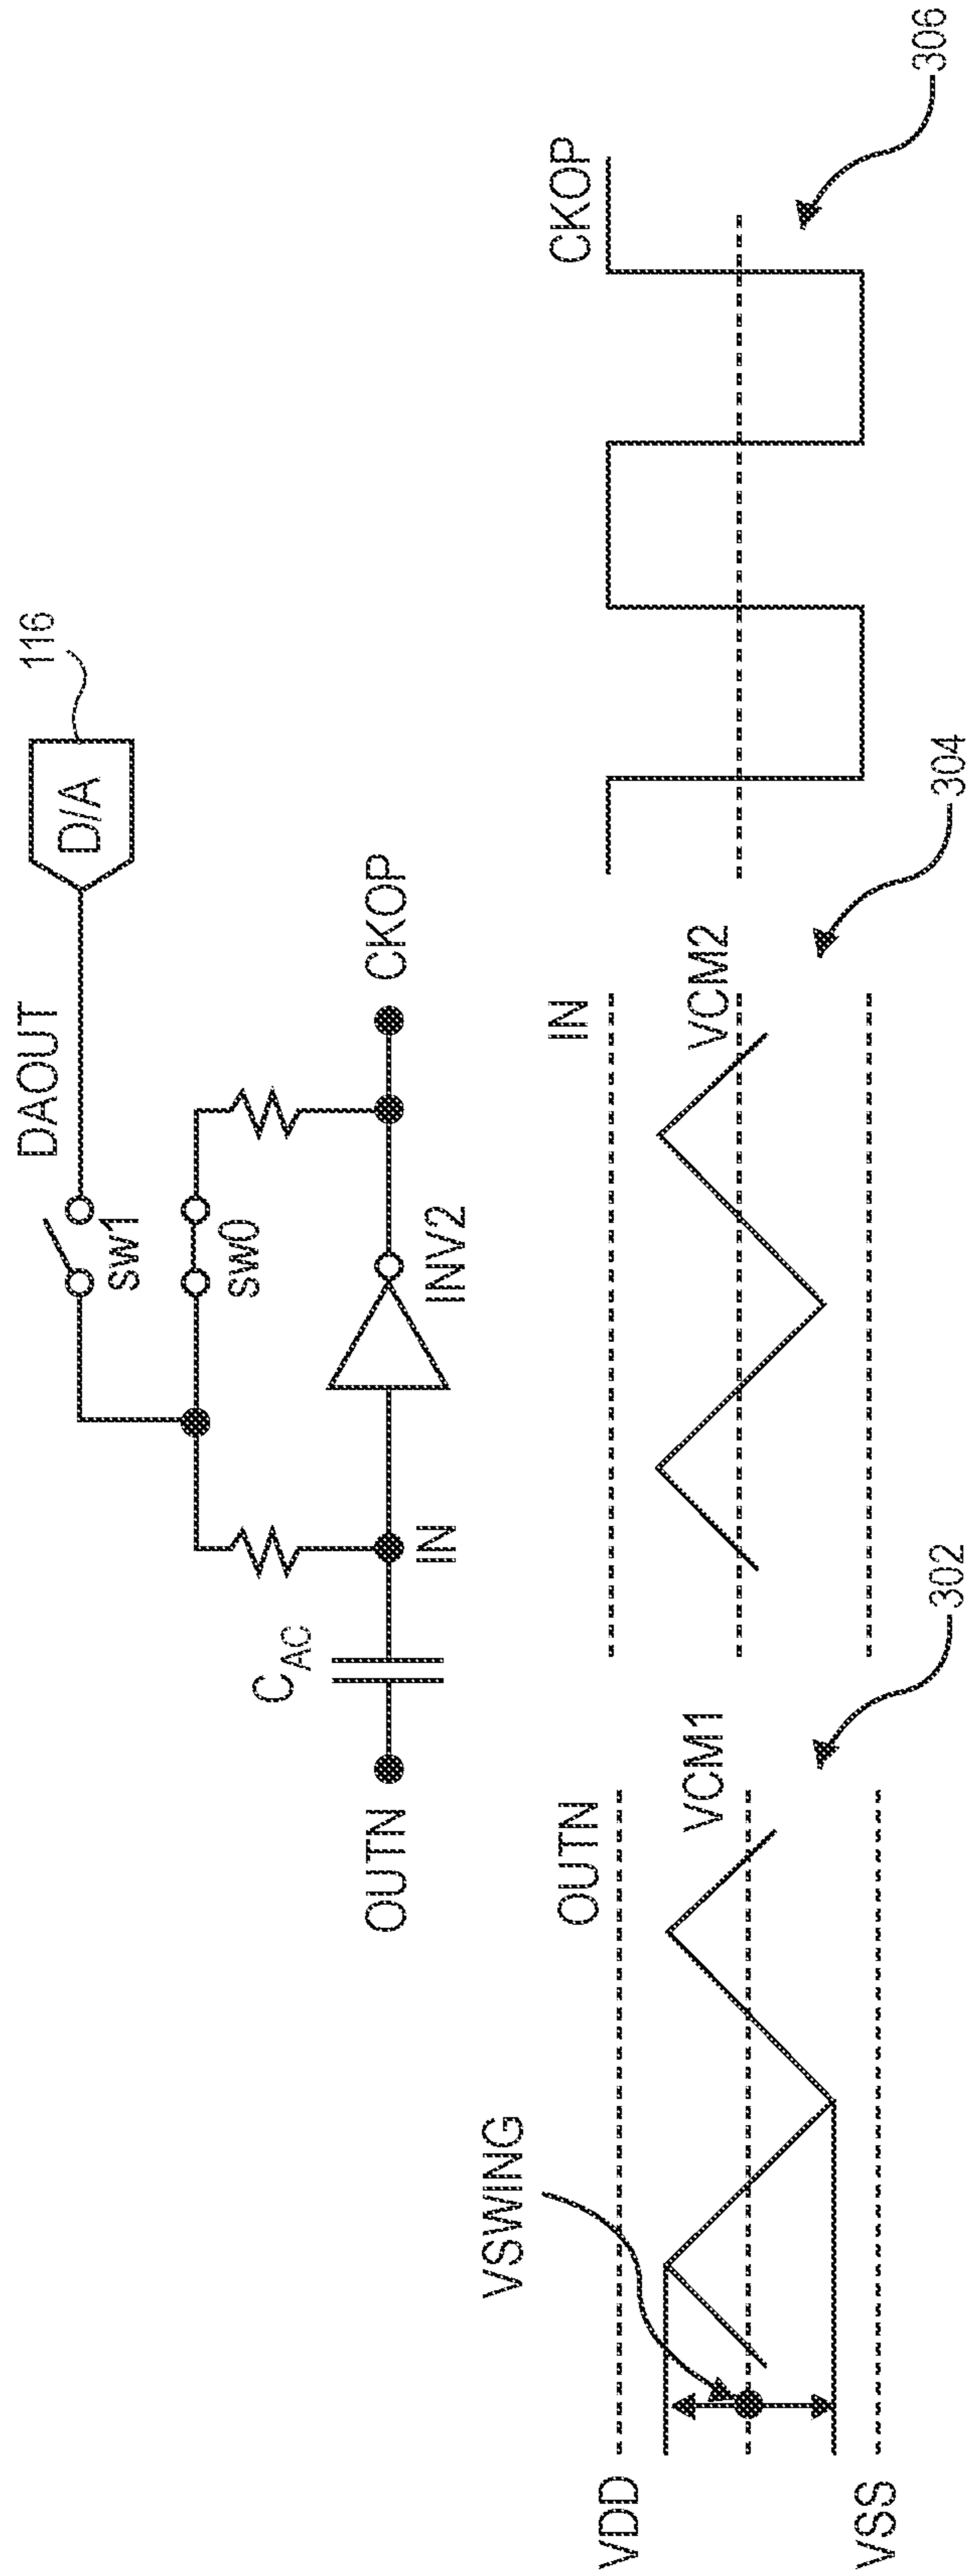 116
D/A
DAOUT
SW1
SW0
CAC
OUTN
IN
INV2
CKOP
VSWING
OUTN
IN
CKOP
VDD
VCM1
VCM2
VSS
302
304
306